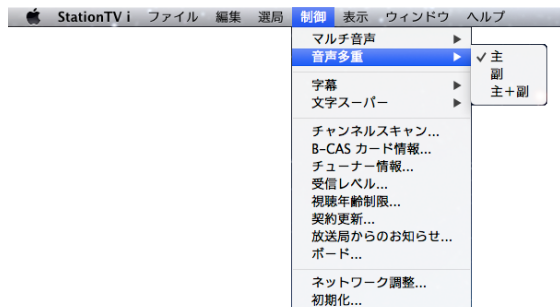 StationTV i ファイル 編集 選局 制御 表示 ウィンドウ ヘルプ
マルチ音声
音声多重
主
副
主＋副
字幕
文字スーパー
チャンネルスキャン...
B-CAS カード情報...
チューナー情報...
受信レベル...
視聴年齢制限...
契約更新...
放送局からのお知らせ...
ボード...
ネットワーク調整...
初期化...